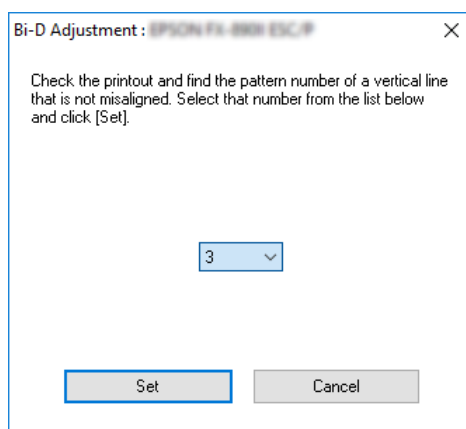 Bi-D Adjustment :
Check the printout and find the pattern number of a vertical line
that is not misaligned. Select that number from the list below
and click [Set].
3
Set Cancel